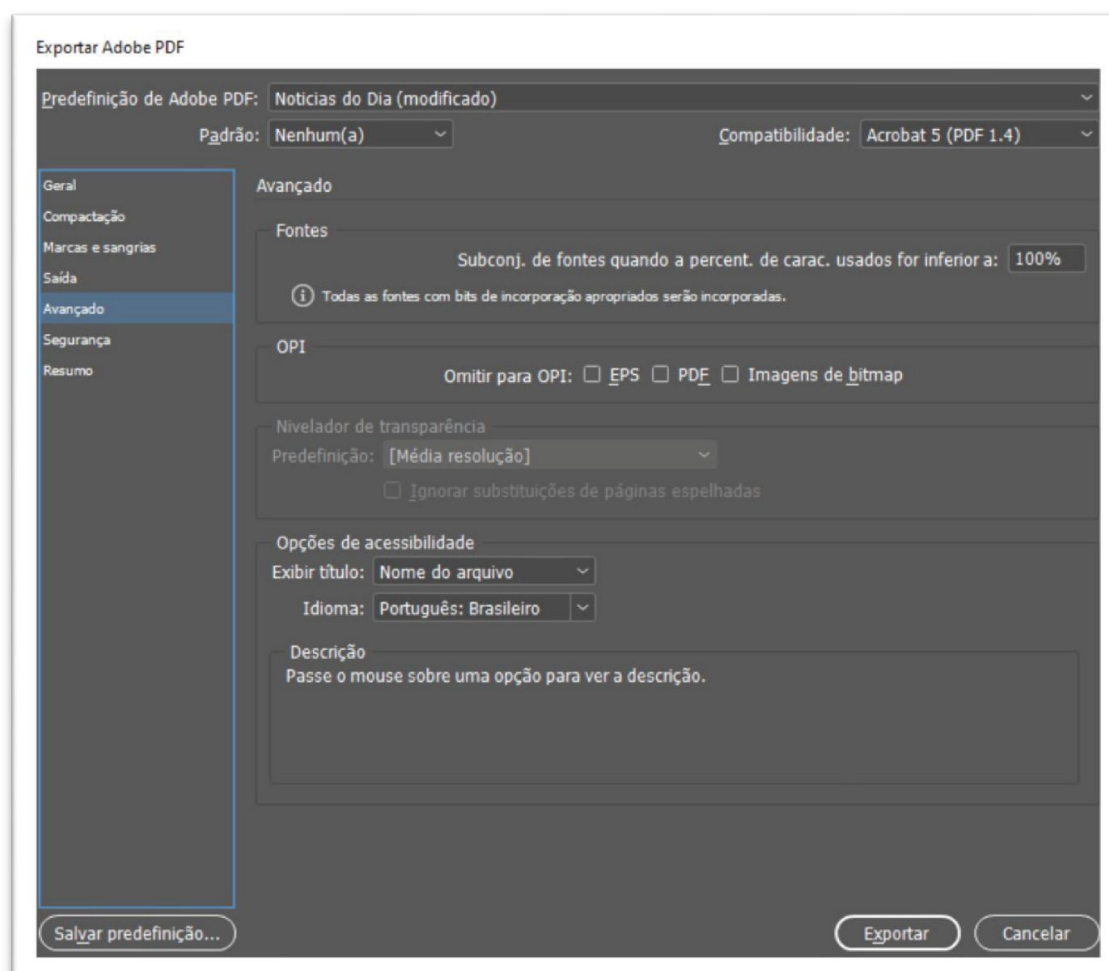 Exportar Adobe PDF
Predefinição de Adobe PDF: Noticias do Dia (modificado)
Padrão: Nenhum(a) Compatibilidade: Acrobat 5 (PDF 1.4)
Geral
Compactação
Marcas e sangrias
Saída
Avançado
Segurança
Resumo
Avançado
Fontes
Subconj. de fontes quando a percent. de carac. usados for inferior a: 100%
Todas as fontes com bits de incorporação apropriados serão incorporadas.
OPI
Omitir para OPI: EPS PDF Imagens de bitmap
Nivelador de transparência
Predefinição: [Média resolução]
Ignorar substituições de páginas espelhadas
Opções de acessibilidade
Exibir título: Nome do arquivo
Idioma: Português: Brasileiro
Descrição
Passe o mouse sobre uma opção para ver a descrição.
Salvar predefinição... Exportar Cancelar